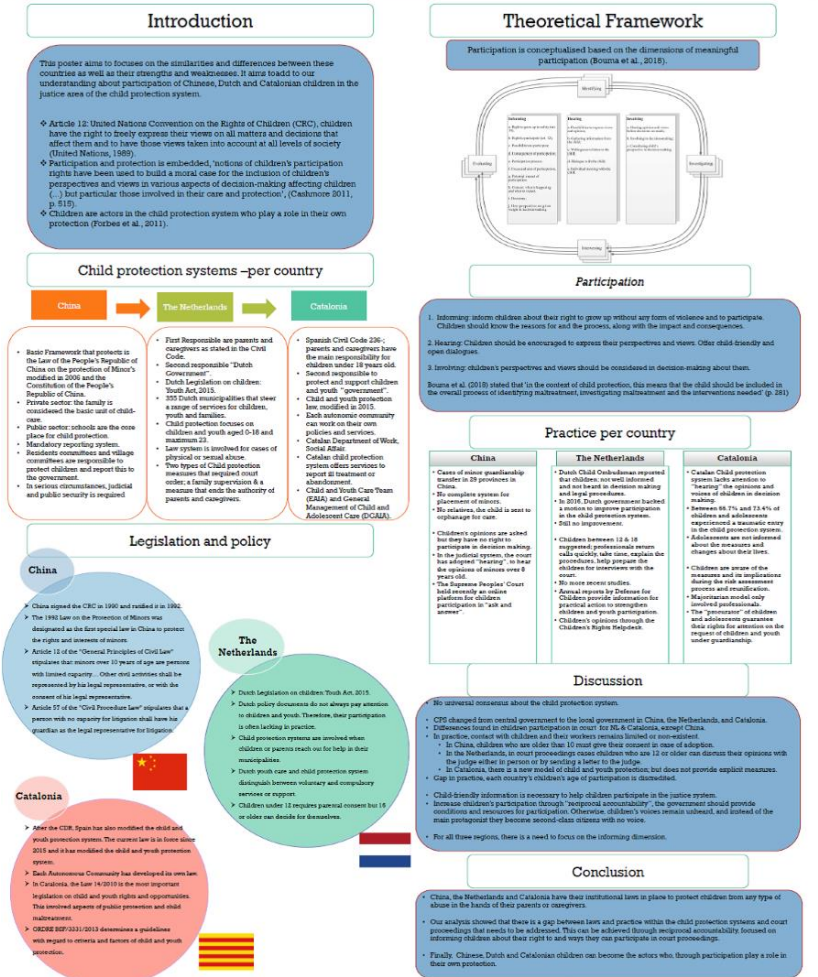 Introduction
This poster aims to focuses on the similarities and differences between these
countries as well as their strengths and weaknesses. It aims toadd to our
understanding about participation of Chinese, Dutch and Catalonian children in the
justice area of the child protection system.
❖ Article 12: United Nations Convention on the Rights of Children (CRC), children
have the right to freely express their views on all matters and decisions that
affect them and to have those views taken into account at all levels of society
(United Nations, 1989).
❖ Participation and protection is embedded, 'notions of children's participation
rights have been used to build a moral case for the inclusion of children's
perspectives and views in various aspects of decision-making affecting children
(...) but particular those involved in their care and protection', (Cashmore 2011,
p. 515).
❖ Children are actors in the child protection system who play a role in their own
protection (Forbes et al., 2011).
Child protection systems –per country
China
The Netherlands
Catalonia
• Basic Framework that protects is
the Law of the People's Republic of
China on the protection of Minor's
modified in 2006 and the
Constitution of the People's
Republic of China.
• Private sector: the family is
considered the basic unit of child-
care.
• Public sector: schools are the core
place for child protection.
• Mandatory reporting system.
• Residents committees and village
committees are responsible to
protect children and report this to
the government.
• In serious circumstances, judicial
and public security is required
• First Responsible are parents and
caregivers as stated in the Civil
Code.
• Second responsible "Dutch
Government".
• Dutch Legislation on children:
Youth Act, 2015.
• 355 Dutch municipalities that steer
a range of services for children,
youth and families.
• Child protection focuses on
children and youth aged 0-18 and
maximum 23.
• Law system is involved for cases of
physical or sexual abuse.
• Two types of Child protection
measures that required court
order; a family supervision & a
measure that ends the authority of
parents and caregivers.
• Spanish Civil Code 236-;
parents and caregivers have
the main responsibility for
children under 18 years old.
• Second responsible to
protect and support children
and youth "government".
• Child and youth protection
law, modified in 2015.
• Each autonomous community
can work on their own
policies and services.
• Catalan Department of Work,
Social Affair.
• Catalan child protection
system offers services to
report ill treatment or
abandonment.
• Child and Youth Care Team
(EAIA) and General
Management of Child and
Adolescent Care (DGAIA).
Legislation and policy
China
➤ China signed the CRC in 1990 and ratified it in 1992.
➤ The 1992 Law on the Protection of Minors was
designated as the first special law in China to protect
the rights and interests of minors.
➤ Article 12 of the "General Principles of Civil Law"
stipulates that minors over 10 years of age are persons
with limited capacity… Other civil activities shall be
represented by his legal representative, or with the
consent of his legal representative.
➤ Article 57 of the "Civil Procedure Law" stipulates that a
person with no capacity for litigation shall have his
guardian as the legal representative for litigation.
The
Netherlands
➤ Dutch Legislation on children: Youth Act, 2015.
➤ Dutch policy documents do not always pay attention
to children and youth. Therefore, their participation
is often lacking in practice.
➤ Child protection systems are involved when
children or parents reach out for help in their
municipalities.
➤ Dutch youth care and child protection system
distinguish between voluntary and compulsory
services or support.
➤ Children under 12 requires parental consent but 16
or older can decide for themselves.
Catalonia
➤ After the CDR, Spain has also modified the child and
youth protection system. The current law is in force since
2015 and it has modified the child and youth protection
system.
➤ Each Autonomous Community has developed its own law.
➤ In Catalonia, the Law 14/2010 is the most important
legislation on child and youth rights and opportunities.
This involved aspects of public protection and child
maltreatment.
➤ ORDRE BSF/3331/2013 determines a guidelines
with regard to criteria and factors of child and youth
protection.
Theoretical Framework
Participation is conceptualised based on the dimensions of meaningful
participation (Bouma et al., 2018).
Identifying
Informing
Hearing
Involving
Evaluating
Investigating
Intervening
Participation
1. Informing: inform children about their right to grow up without any form of violence and to participate.
Children should know the reasons for and the process, along with the impact and consequences.
2. Hearing: Children should be encouraged to express their perspectives and views. Offer child-friendly and
open dialogues.
3. Involving: children's perspectives and views should be considered in decision-making about them.
Bouma et al. (2018) stated that 'in the context of child protection, this means that the child should be included in
the overall process of identifying maltreatment, investigating maltreatment and the interventions needed' (p. 281)
Practice per country
China
• Cases of minor guardianship
transfer in 29 provinces in
China.
• No complete system for
placement of minors.
• No relatives, the child is sent to
orphanage for care.
• Children's opinions are asked
but they have no right to
participate in decision making.
• In the judicial system, the court
has adopted "hearing", to hear
the opinions of minors over 8
years-old.
• The Supreme Peoples' Court
held recently an online
platform for children
participation in "ask and
answer".
The Netherlands
• Dutch Child Ombudsman reported
that children; not well informed
and not heard in decision making
and legal procedures.
• In 2016, Dutch government backed
a motion to improve participation
in the child protection system.
• Still no improvement.
• Children between 12 & 18
suggested; professionals return
calls quickly, take time, explain the
procedures, help prepare the
children for interviews with the
court.
• No more recent studies.
• Annual reports by Defense for
Children provide information for
practical action to strengthen
children and youth participation.
• Children's opinions through the
Children's Rights Helpdesk.
Catalonia
• Catalan Child protection
system lacks attention to
"hearing" the opinions and
voices of children in decision
making.
• Between 66.7% and 73.4% of
children and adolescents
experienced a traumatic entry
in the child protection system.
• Adolescents are not informed
about the measures and
changes about their lives.
• Children are aware of the
measures and its implications
during the risk assessment
process and reunification.
• Majoritarian model only
involved professionals.
• The "procurator" of children
and adolescents guarantee
their rights for attention on the
request of children and youth
under guardianship.
Discussion
• No universal consensus about the child protection system.
• CPS changed from central government to the local government in China, the Netherlands, and Catalonia.
• Differences found in children participation in court for NL & Catalonia, except China.
• In practice, contact with children and their workers remains limited or non-existent.
• In China, children who are older than 10 must give their consent in case of adoption.
• In the Netherlands, in court proceedings cases children who are 12 or older can discuss their opinions with
the judge either in person or by sending a letter to the judge.
• In Catalonia, there is a new model of child and youth protection; but does not provide explicit measures.
• Gap in practice, each country's children's age of participation is dismedited.
• Child-friendly information is necessary to help children participate in the justice system.
• Increase children's participation through "reciprocal accountability", the government should provide
conditions and resources for participation. Otherwise, children's voices remain unheard, and instead of the
main protagonist they become second-class citizens with no voice.
• For all three regions, there is a need to focus on the informing dimension.
Conclusion
• China, the Netherlands and Catalonia have their institutional laws in place to protect children from any type of
abuse in the hands of their parents or caregivers.
• Our analysis showed that there is a gap between laws and practice within the child protection systems and court
proceedings that needs to be addressed. This can be achieved through reciprocal accountability, focused on
informing children about their right to and ways they can participate in court proceedings.
• Finally, Chinese, Dutch and Catalonian children can become the actors who, through participation play a role in
their own protection.